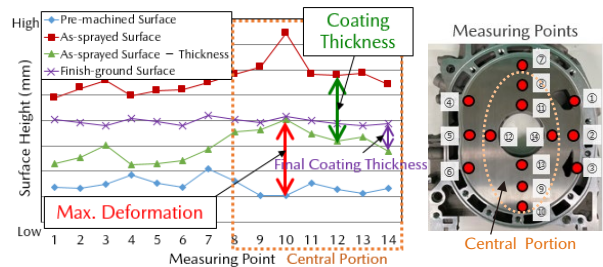 High
Pre-machined Surface
As-sprayed Surface
As-sprayed Surface − Thickness
Finish-ground Surface
Coating
Thickness
Surface Height (mm)
Final Coating Thickness
Max. Deformation
Low
1 2 3 4 5 6 7 8 9 10 11 12 13 14
Measuring Point Central Portion
Measuring Points
⑦
⑧
④ ⑪ ①
⑤ ⑫ ⑭ ②
⑥ ⑬ ③
⑨
⑩
Central Portion